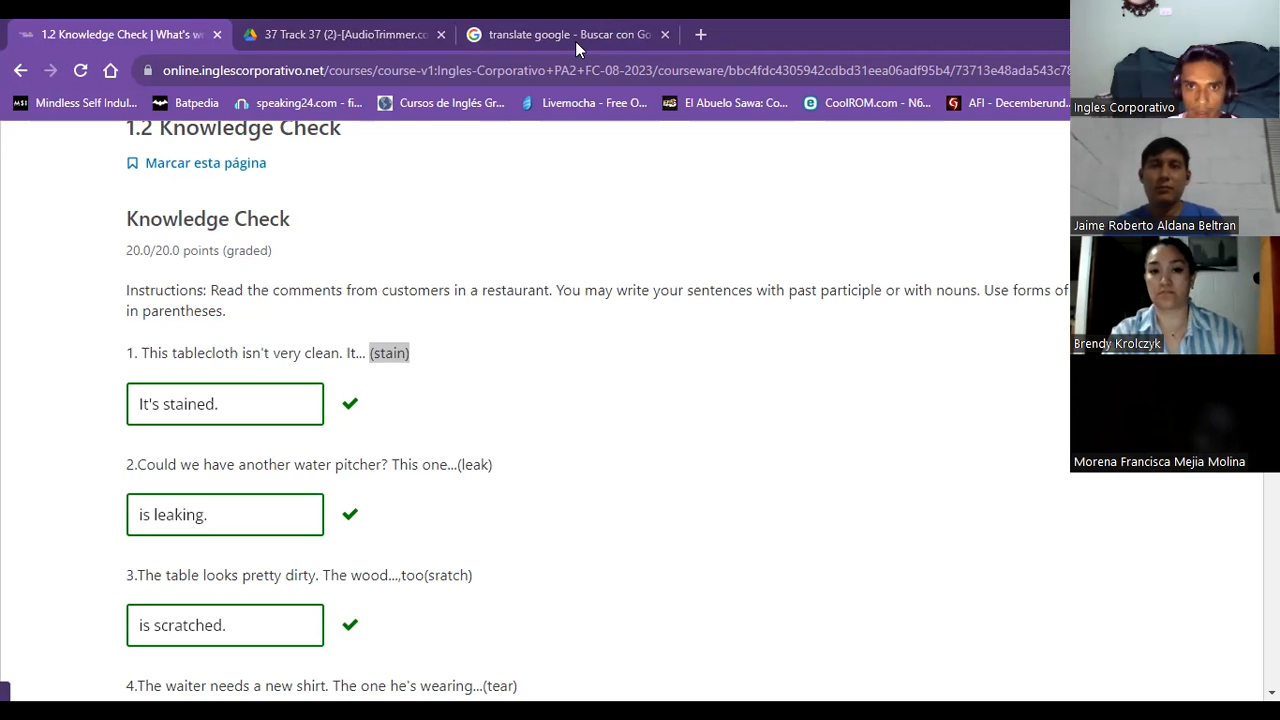 1.2 Knowledge Check | What's w
37 Track 37 (2)-[AudioTrimmer.co
translate google - Buscar con Go
online.inglescorporativo.net/courses/course-v1:Ingles-Corporativo+PA2+FC-08-2023/courseware/bbc4fdc4305942cdbd31eea06adf95b4/73713e48ada543c78
Mindless Self Indul...
Batpedia
speaking24.com - fi...
Cursos de Inglés Gr...
Livemocha - Free O...
El Abuelo Sawa: Co...
CoolROM.com - N6...
AFI - Decemberund...
1.2 Knowledge Check
Marcar esta página
Knowledge Check
20.0/20.0 points (graded)
Instructions: Read the comments from customers in a restaurant. You may write your sentences with past participle or with nouns. Use forms of
in parentheses.
1. This tablecloth isn't very clean. It... (stain)
It's stained.
2.Could we have another water pitcher? This one...(leak)
is leaking.
3.The table looks pretty dirty. The wood...,too(sratch)
is scratched.
4.The waiter needs a new shirt. The one he's wearing...(tear)
Ingles Corporativo
Jaime Roberto Aldana Beltran
Brendy Krolczyk
Morena Francisca Mejia Molina